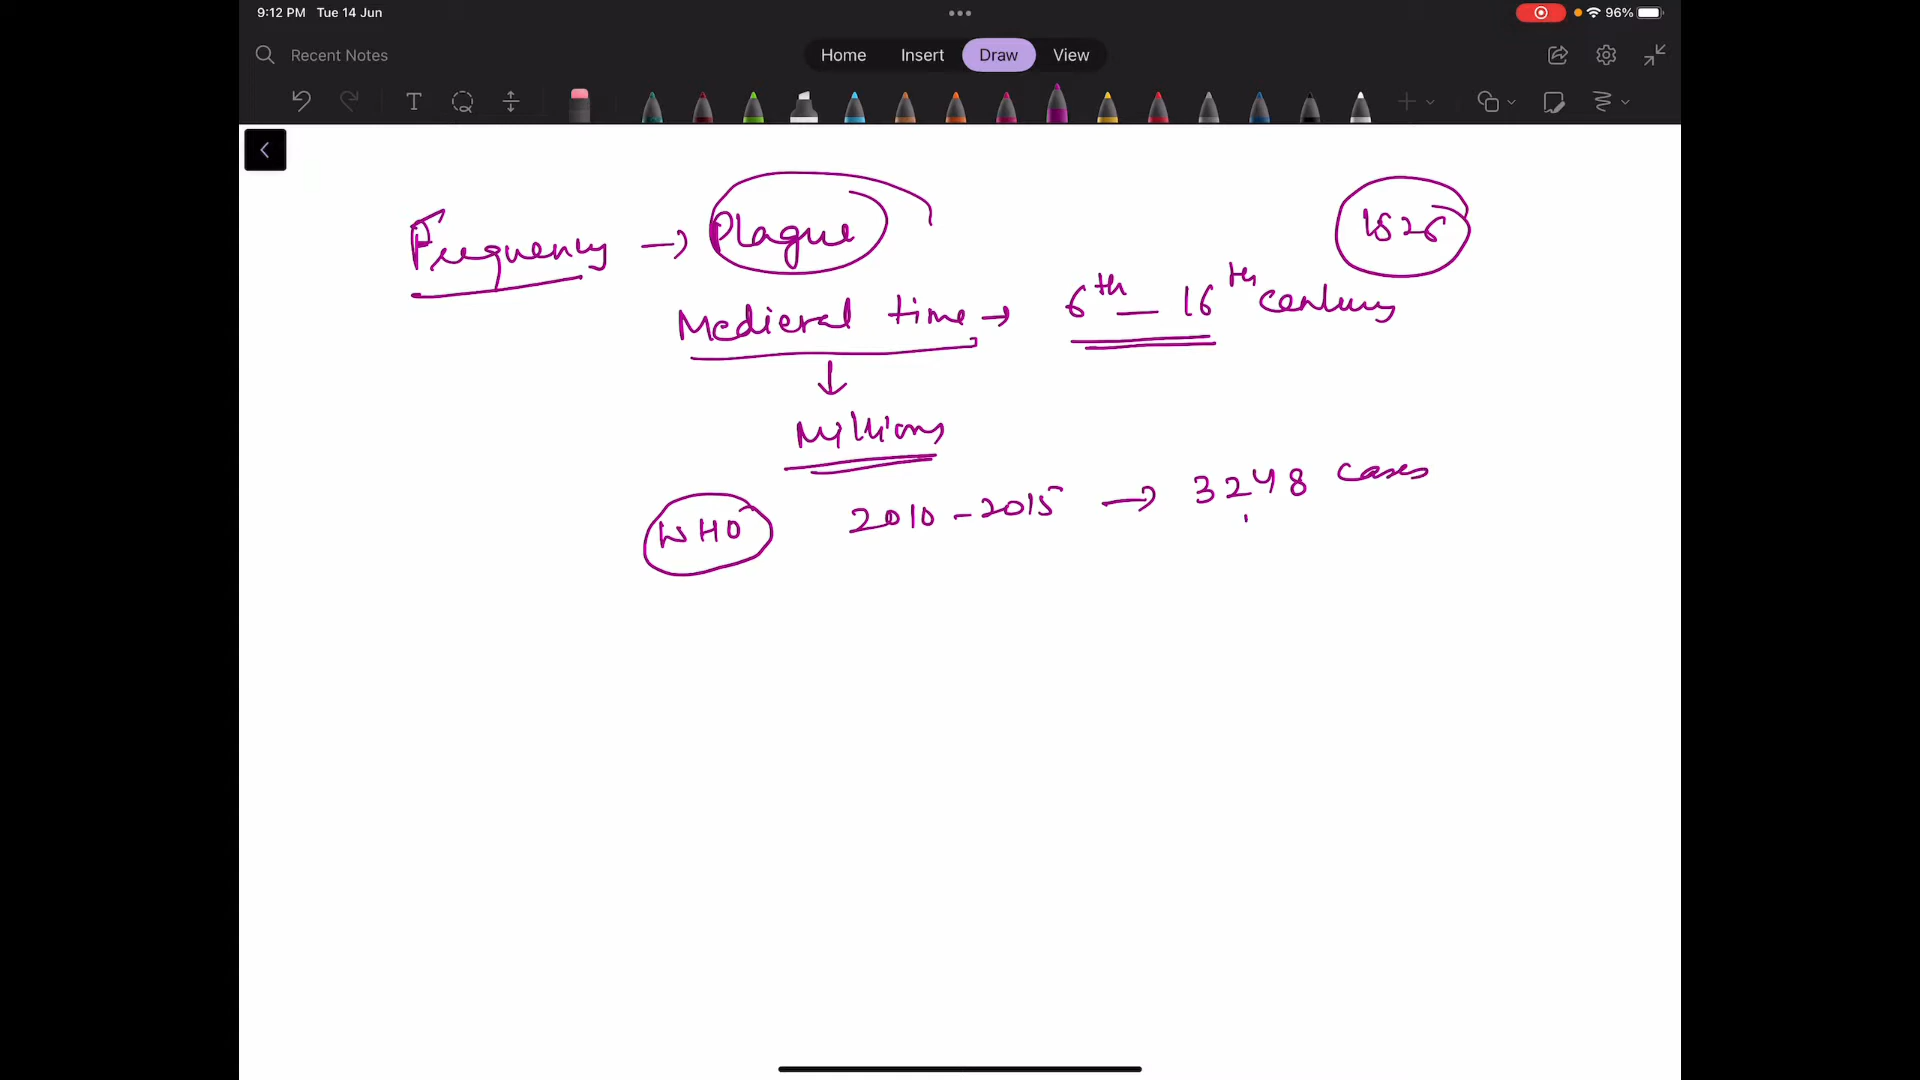 9:12 PM Tue 14 Jun
96%
Recent Notes
Home Insert Draw View
T
Frequency → Plague
1526
Medieval time → 6th — 16th century
↓
Millions
WHO 2010 - 2015 → 3248 cases